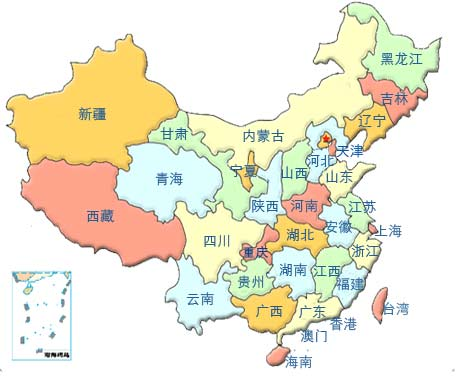 黑龙江
吉林
新疆
辽宁
甘肃
内蒙古
天津
河北
宁夏
山西
山东
青海
陕西
河南
江苏
西藏
安徽
上海
四川
湖北
重庆
浙江
湖南
江西
贵州
福建
云南
广西
广东
台湾
香港
澳门
海南
南海诸岛